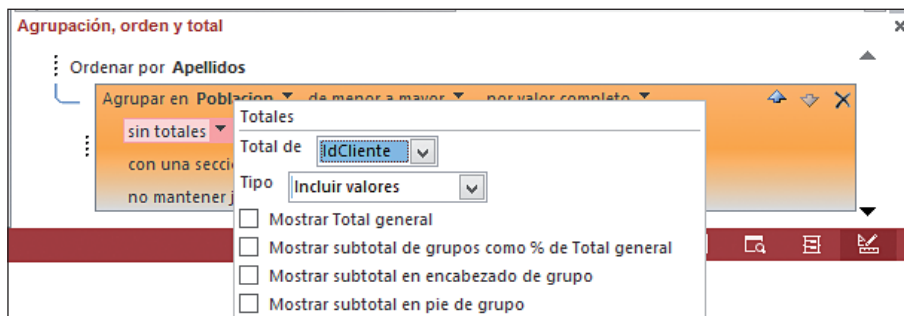 Agrupación, orden y total
Ordenar por Apellidos
Agrupar en Poblacion de menor a mayor por valor completo
sin totales
Totales
Total de IdCliente
con una secci
Tipo Incluir valores
no mantener j
Mostrar Total general
Mostrar subtotal de grupos como % de Total general
Mostrar subtotal en encabezado de grupo
Mostrar subtotal en pie de grupo